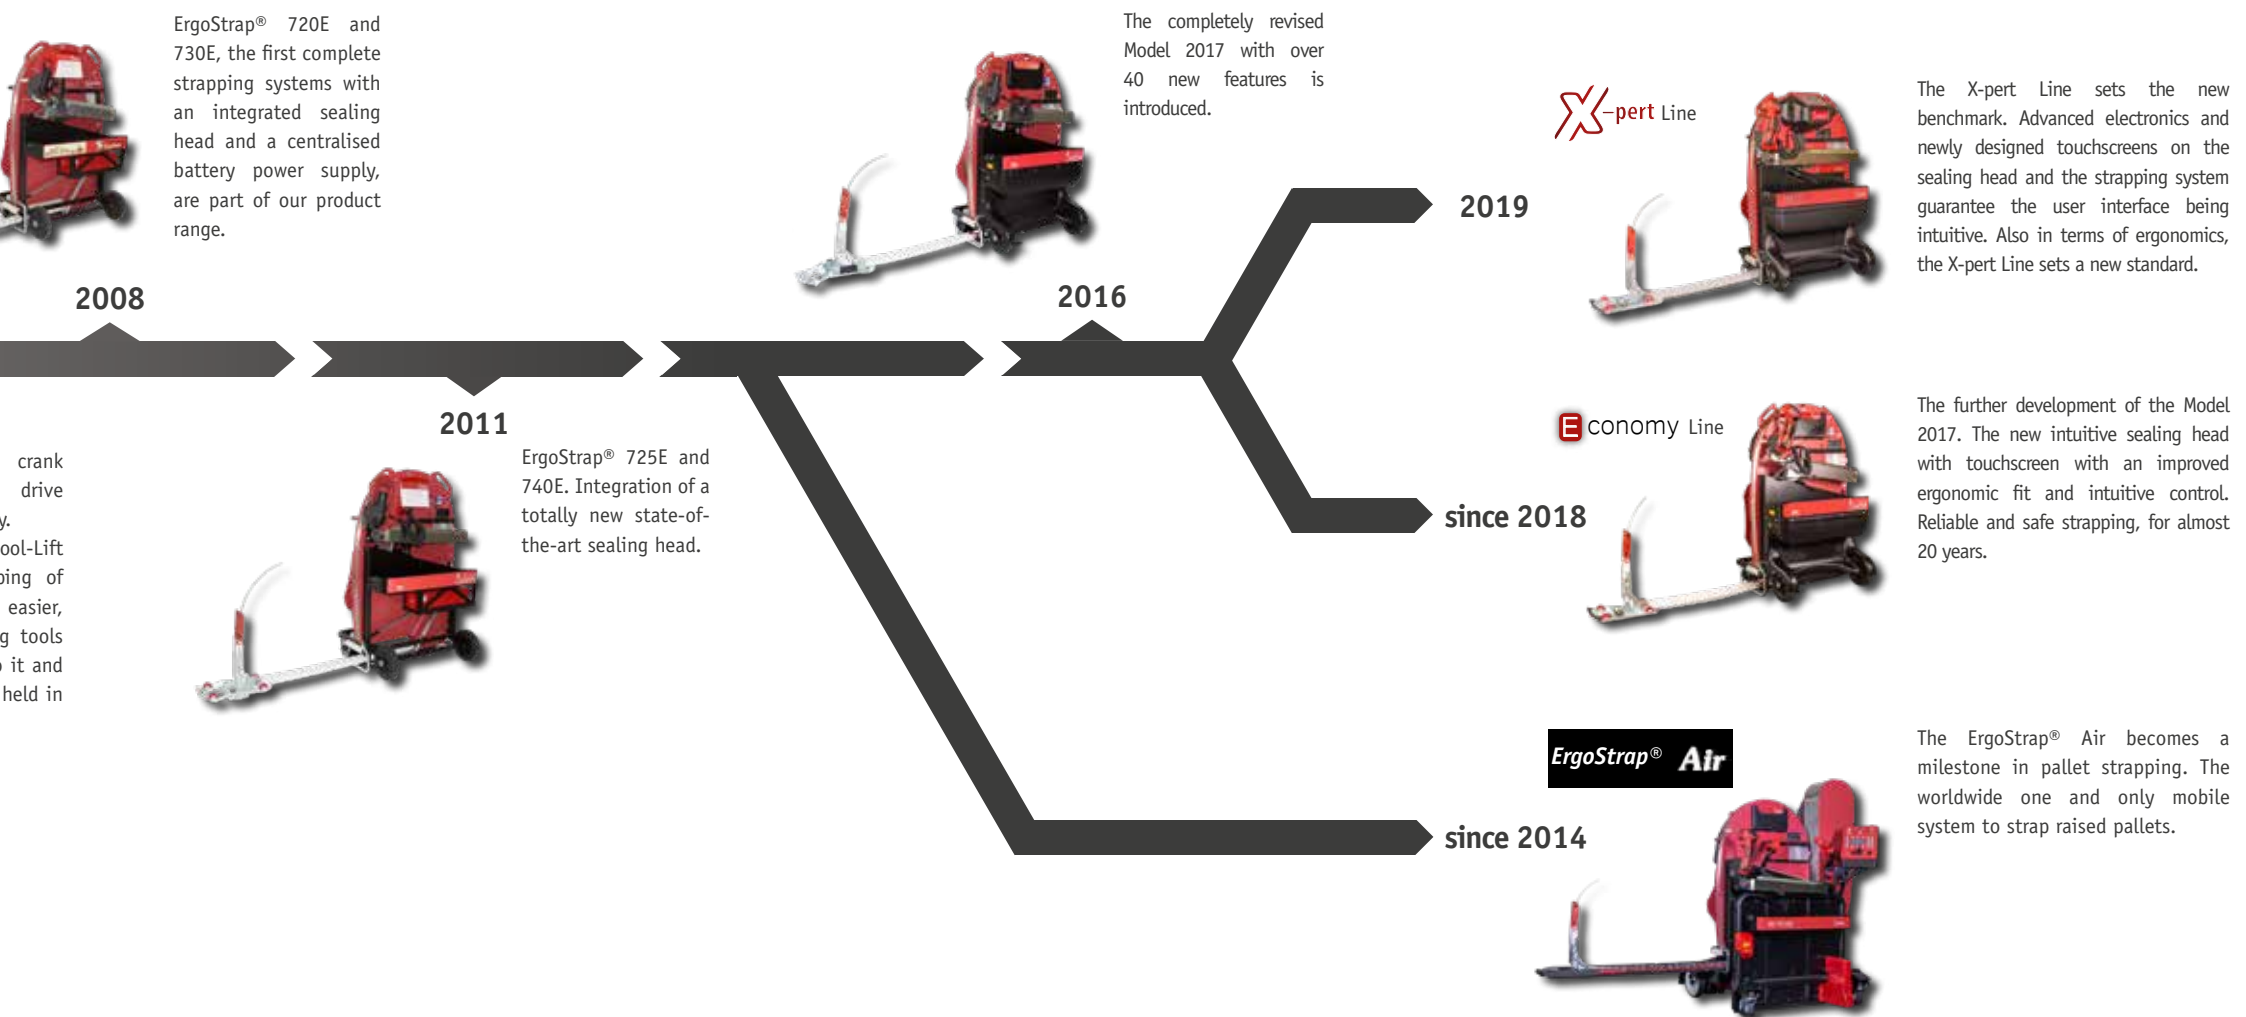 ErgoStrap® 720E and
730E, the first complete
strapping systems with
an integrated sealing
head and a centralised
battery power supply,
are part of our product
range.
2008
crank
drive
y.
ool-Lift
ping of
easier,
g tools
o it and
held in
2011
ErgoStrap® 725E and
740E. Integration of a
totally new state-of-
the-art sealing head.
The completely revised
Model 2017 with over
40 new features is
introduced.
2016
X-pert Line
2019
The X-pert Line sets the new
benchmark. Advanced electronics and
newly designed touchscreens on the
sealing head and the strapping system
guarantee the user interface being
intuitive. Also in terms of ergonomics,
the X-pert Line sets a new standard.
Economy Line
since 2018
The further development of the Model
2017. The new intuitive sealing head
with touchscreen with an improved
ergonomic fit and intuitive control.
Reliable and safe strapping, for almost
20 years.
ErgoStrap® Air
since 2014
The ErgoStrap® Air becomes a
milestone in pallet strapping. The
worldwide one and only mobile
system to strap raised pallets.